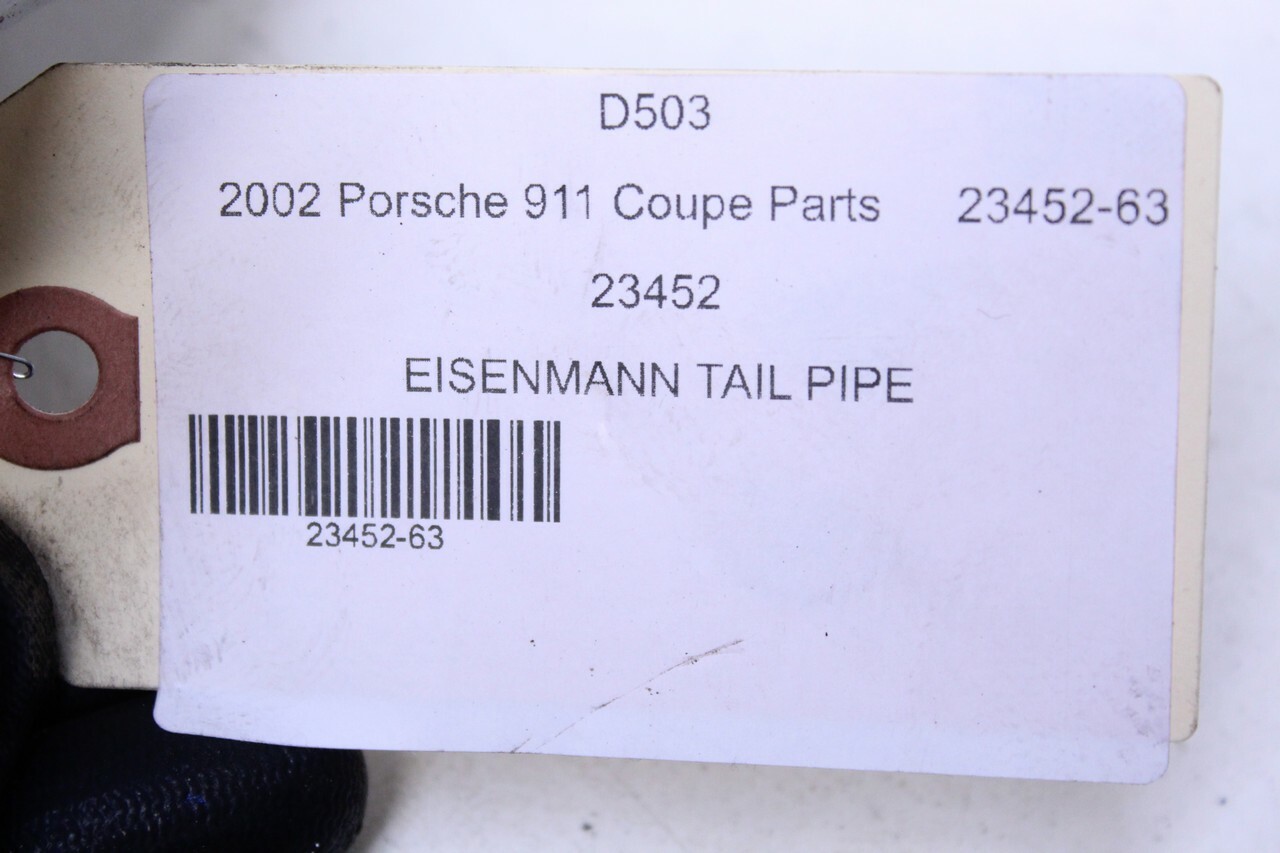 D503
2002 Porsche 911 Coupe Parts 23452-63
23452
EISENMANN TAIL PIPE
23452-63